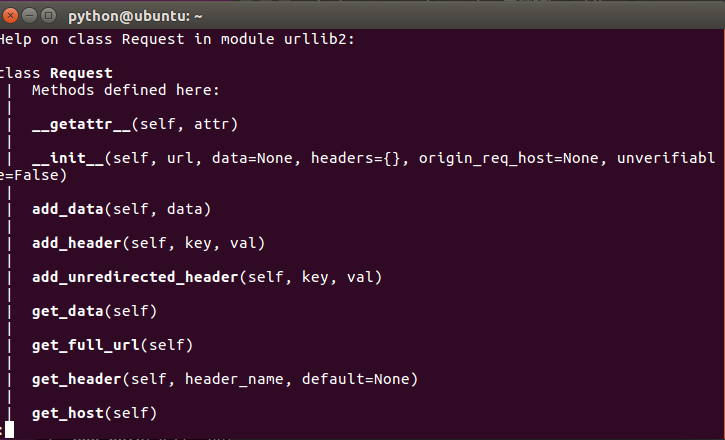 python@ubuntu: ~
Help on class Request in module urllib2:
class Request
 |  Methods defined here:
 |
 |  __getattr__(self, attr)
 |
 |  __init__(self, url, data=None, headers={}, origin_req_host=None, unverifiabl
e=False)
 |
 |  add_data(self, data)
 |
 |  add_header(self, key, val)
 |
 |  add_unredirected_header(self, key, val)
 |
 |  get_data(self)
 |
 |  get_full_url(self)
 |
 |  get_header(self, header_name, default=None)
 |
 |  get_host(self)
: